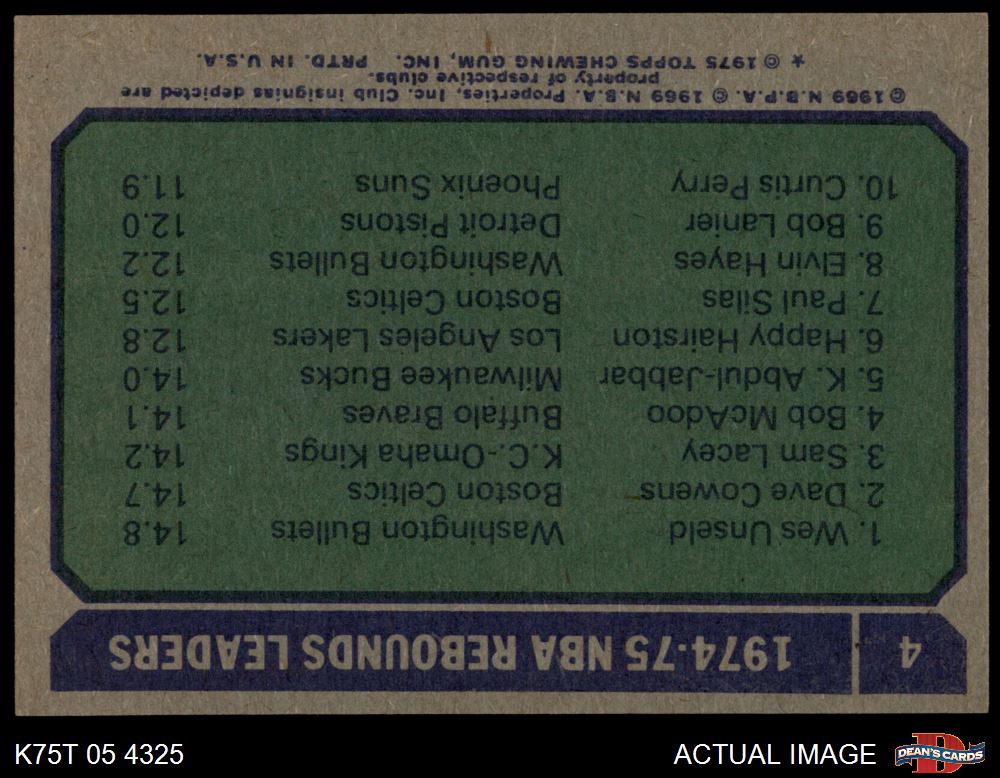 4
1974-75 NBA REBOUNDS LEADERS
1. Wes Unseld Washington Bullets 14.8
2. Dave Cowens Boston Celtics 14.7
3. Sam Lacey K.C.-Omaha Kings 14.2
4. Bob McAdoo Buffalo Braves 14.1
5. K. Abdul-Jabbar Milwaukee Bucks 14.0
6. Happy Hairston Los Angeles Lakers 12.8
7. Paul Silas Boston Celtics 12.5
8. Elvin Hayes Washington Bullets 12.2
9. Bob Lanier Detroit Pistons 12.0
10. Curtis Perry Phoenix Suns 11.9
© 1969 N.B.P.A. © 1969 N.B.A. Properties, Inc. Club insignias depicted are
property of respective clubs.
★ © 1975 TOPPS CHEWING GUM, INC. PRTD. IN U.S.A.
K75T 05 4325
ACTUAL IMAGE
D
DEAN'S CARDS